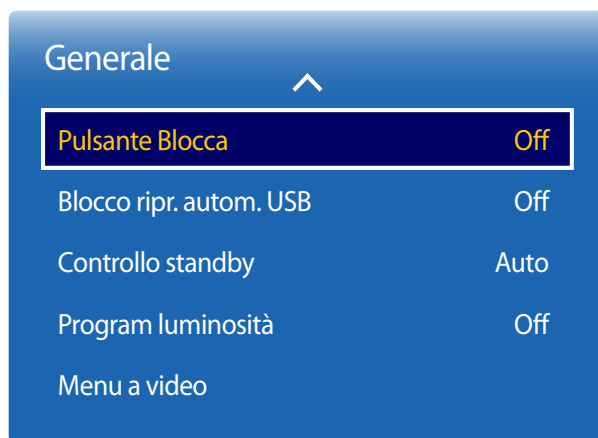 Generale
Pulsante Blocca Off
Blocco ripr. autom. USB Off
Controllo standby Auto
Program luminosità Off
Menu a video